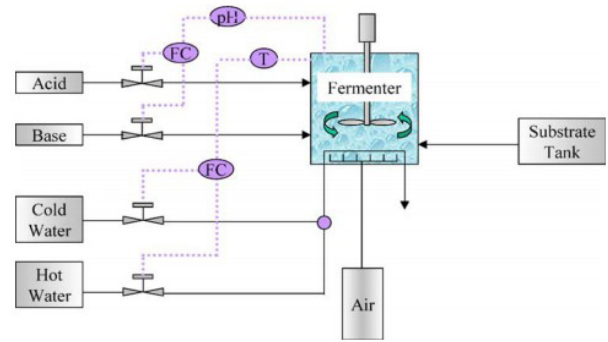 pH
FC
T
Acid
Fermenter
Base
Substrate
Tank
FC
Cold
Water
Hot
Water
Air